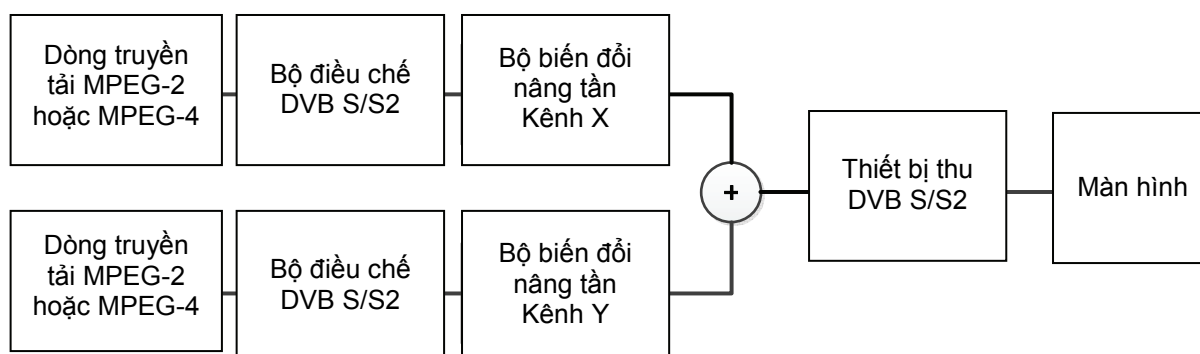 Dòng truyền
tải MPEG-2
hoặc MPEG-4
Bộ điều chế
DVB S/S2
Bộ biến đổi
nâng tần
Kênh X
+
Thiết bị thu
DVB S/S2
Màn hình
Dòng truyền
tải MPEG-2
hoặc MPEG-4
Bộ điều chế
DVB S/S2
Bộ biến đổi
nâng tần
Kênh Y